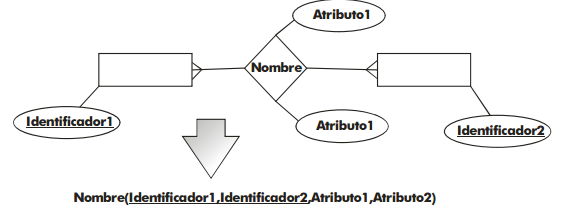 Atributo1
Nombre
Identificador1
Atributo1
Identificador2
Nombre(Identificador1,Identificador2,Atributo1,Atributo2)